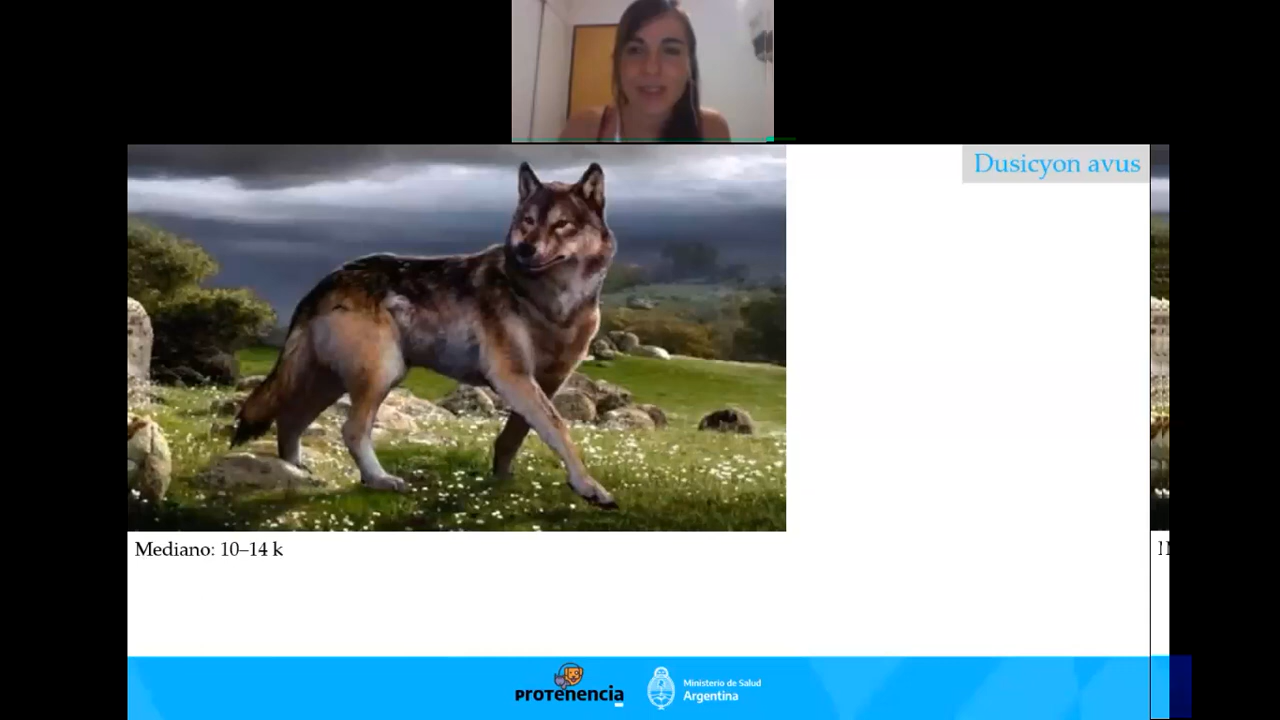 Dusicyon avus
Mediano: 10–14 k
PROTENENCIA
Ministerio de Salud
Argentina